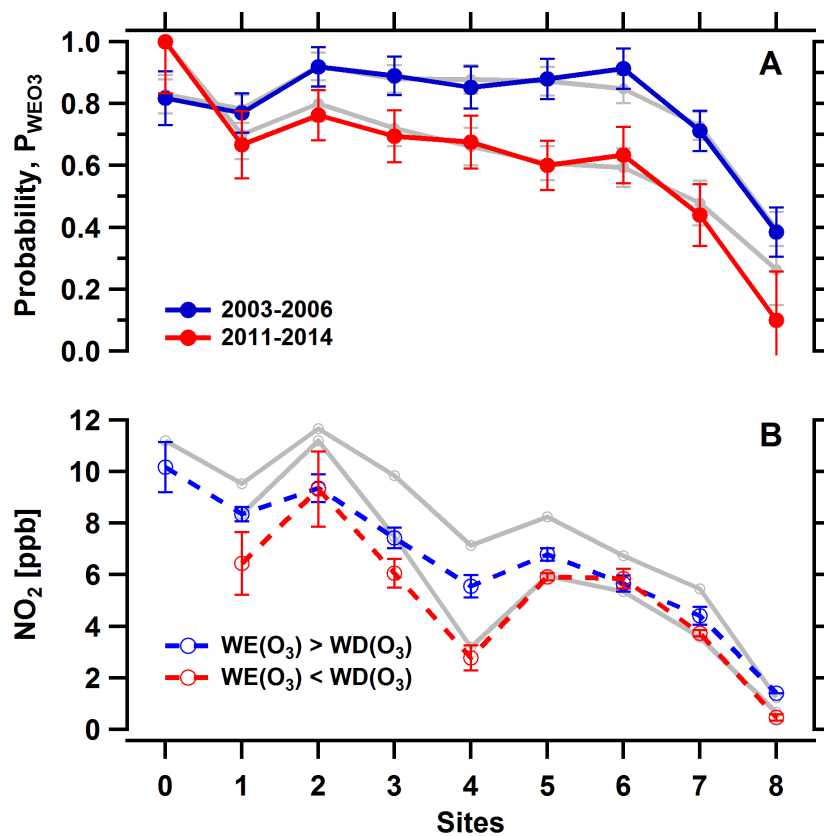 A
1.0
0.8
0.6
0.4
0.2
0.0
Probability, P_WEO3
2003-2006
2011-2014
B
12
10
8
6
4
2
0
NO₂ [ppb]
WE(O₃) > WD(O₃)
WE(O₃) < WD(O₃)
0 1 2 3 4 5 6 7 8
Sites